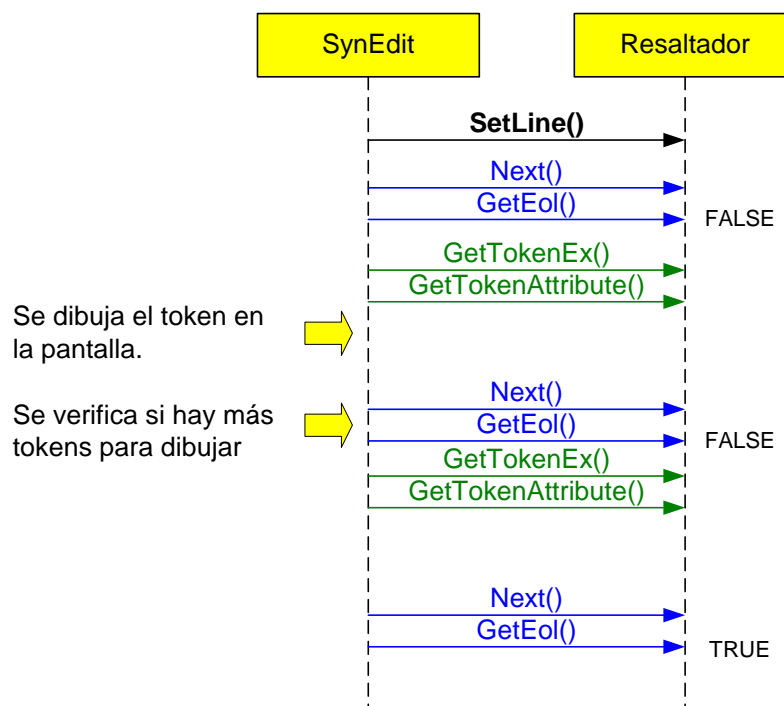 SynEdit
Resaltador
SetLine()
Next()
GetEol()
FALSE
GetTokenEx()
GetTokenAttribute()
Se dibuja el token en
la pantalla.
Se verifica si hay más
tokens para dibujar
Next()
GetEol()
FALSE
GetTokenEx()
GetTokenAttribute()
Next()
GetEol()
TRUE